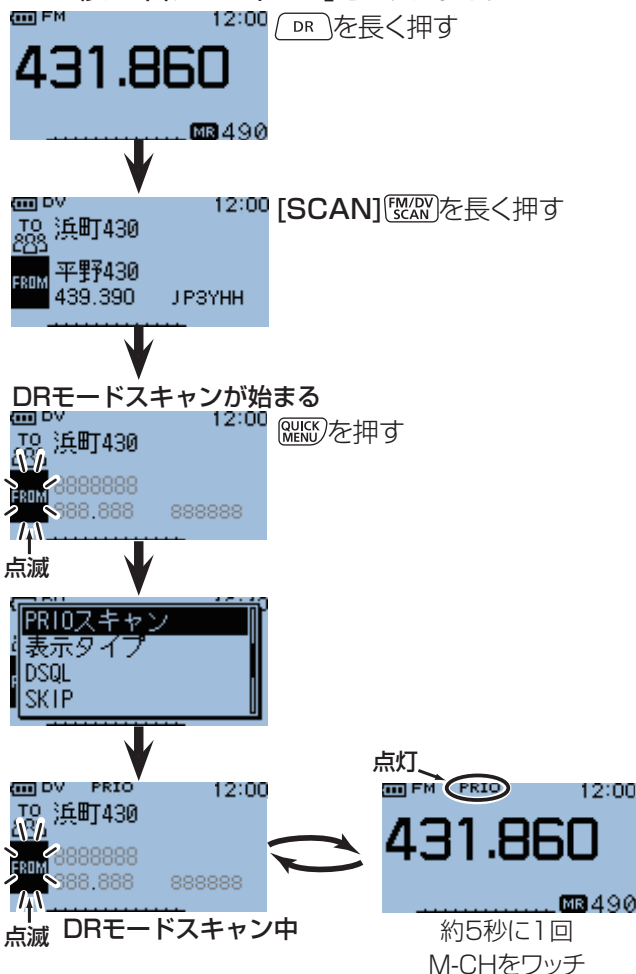 FM 12:00
DRを長く押す
431.860
MR 490
DV 12:00
[SCAN] FM/DV SCANを長く押す
TO 浜町430
FROM 平野430
439.390 JP3YHH
DRモードスキャンが始まる
DV 12:00
QUICK MENUを押す
TO 浜町430
8888888
FROM
888.888 888888
点滅
PRIOスキャン
表示タイプ
DSQL
SKIP
点灯
DV PRIO 12:00
FM PRIO 12:00
TO 浜町430
431.860
8888888
FROM
888.888 888888
MR 490
点滅 DRモードスキャン中
約5秒に1回
M-CHをワッチ